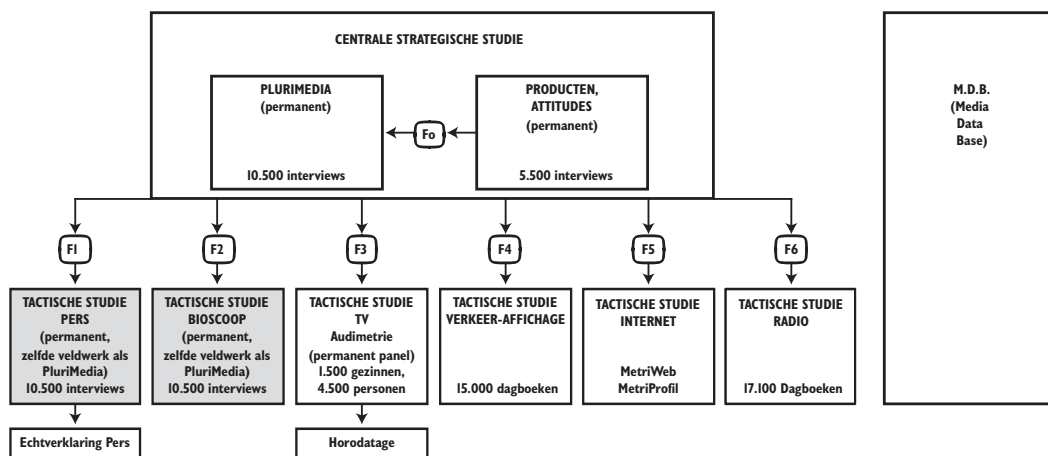 CENTRALE STRATEGISCHE STUDIE
PLURIMEDIA
(permanent)
10.500 interviews
Fo
PRODUCTEN,
ATTITUDES
(permanent)
5.500 interviews
M.D.B.
(Media
Data
Base)
F1
F2
F3
F4
F5
F6
TACTISCHE STUDIE
PERS
(permanent,
zelfde veldwerk als
PluriMedia)
10.500 interviews
TACTISCHE STUDIE
BIOSCOOP
(permanent,
zelfde veldwerk als
PluriMedia)
10.500 interviews
TACTISCHE STUDIE
TV
Audimetrie
(permanent panel)
1.500 gezinnen,
4.500 personen
TACTISCHE STUDIE
VERKEER-AFFICHAGE
15.000 dagboeken
TACTISCHE STUDIE
INTERNET
MetriWeb
MetriProfil
TACTISCHE STUDIE
RADIO
17.100 Dagboeken
Echtverklaring Pers
Horodatage